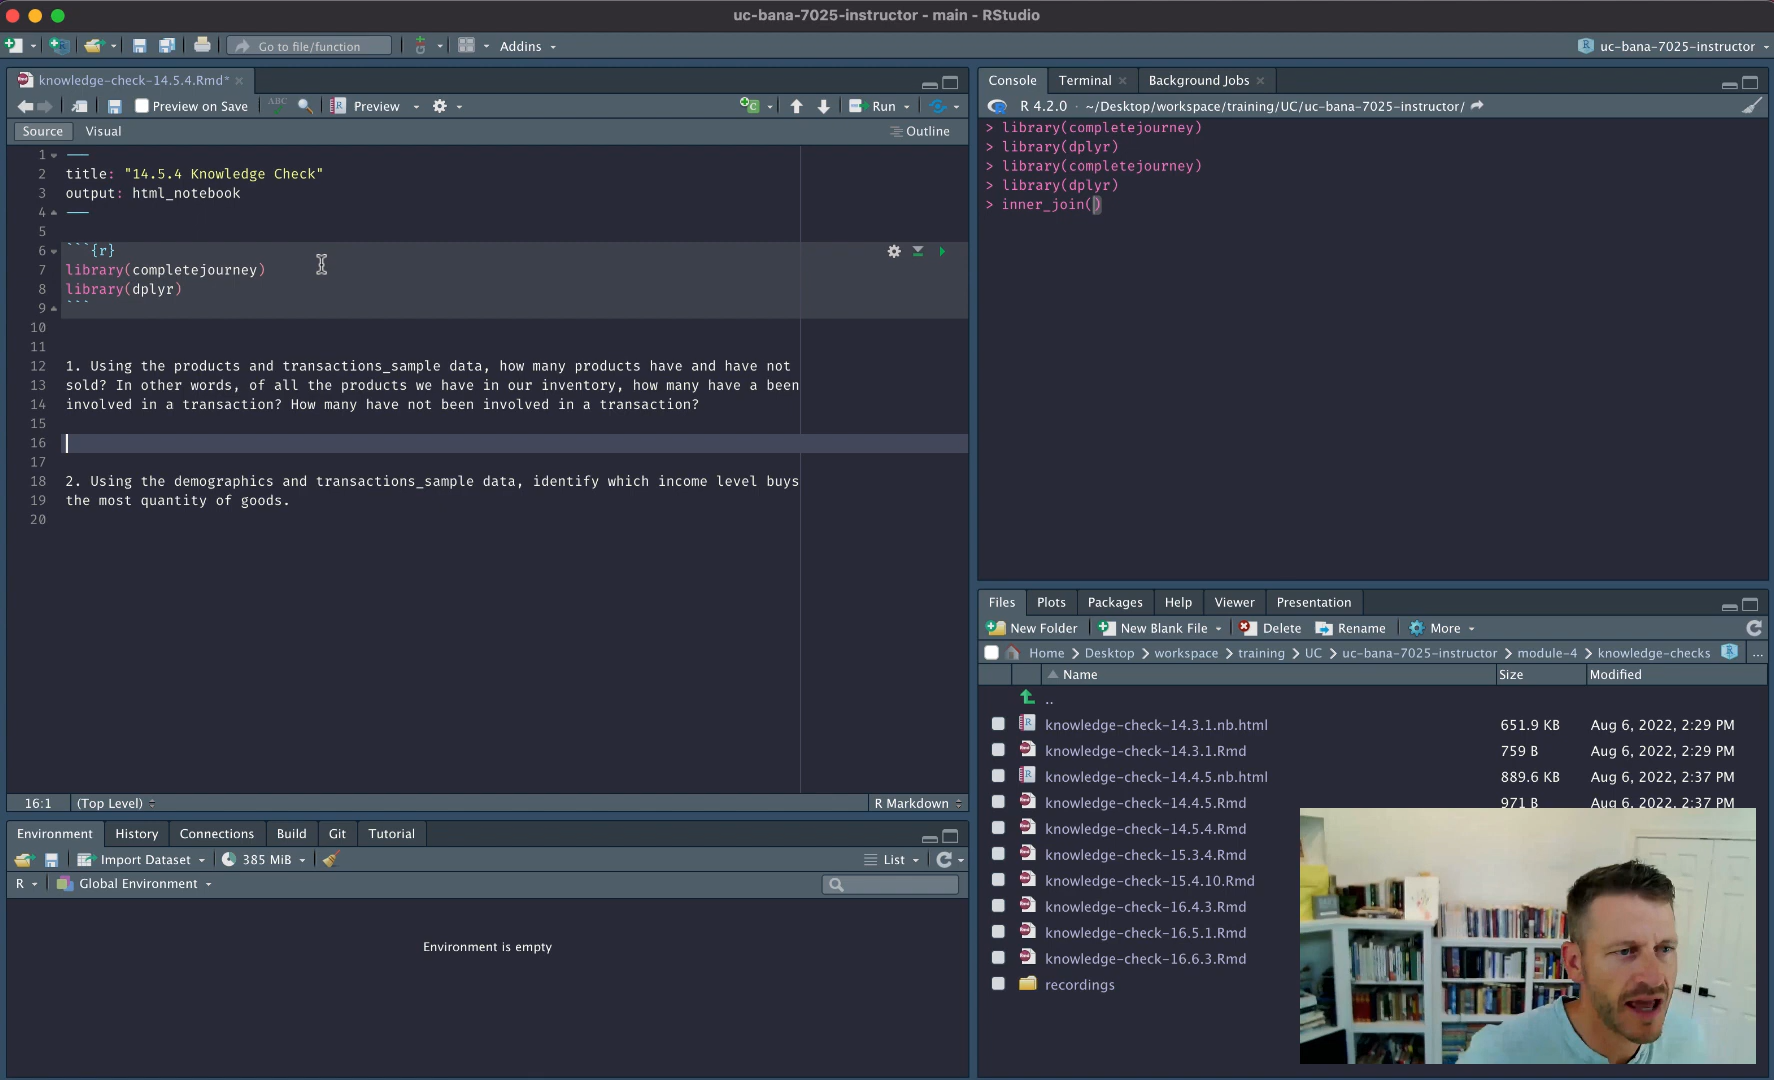 uc-bana-7025-instructor - main - RStudio
Go to file/function
Addins
uc-bana-7025-instructor
knowledge-check-14.5.4.Rmd*
Preview on Save
ABC
Preview
Run
Source
Visual
Outline
1 ---
2 title: "14.5.4 Knowledge Check"
3 output: html_notebook
4 ---
5
6 ```{r}
7 library(completejourney)
8 library(dplyr)
9 ```
10
11
12 1. Using the products and transactions_sample data, how many products have and have not
13 sold? In other words, of all the products we have in our inventory, how many have a been
14 involved in a transaction? How many have not been involved in a transaction?
15
16
17
18 2. Using the demographics and transactions_sample data, identify which income level buys
19 the most quantity of goods.
20
16:1 (Top Level)
R Markdown
Environment
History
Connections
Build
Git
Tutorial
Import Dataset
385 MiB
List
R
Global Environment
Environment is empty
Console
Terminal
Background Jobs
R 4.2.0 · ~/Desktop/workspace/training/UC/uc-bana-7025-instructor/
> library(completejourney)
> library(dplyr)
> library(completejourney)
> library(dplyr)
> inner_join()
Files
Plots
Packages
Help
Viewer
Presentation
New Folder
New Blank File
Delete
Rename
More
Home > Desktop > workspace > training > UC > uc-bana-7025-instructor > module-4 > knowledge-checks
...
Name
Size
Modified
..
knowledge-check-14.3.1.nb.html 651.9 KB Aug 6, 2022, 2:29 PM
knowledge-check-14.3.1.Rmd 759 B Aug 6, 2022, 2:29 PM
knowledge-check-14.4.5.nb.html 889.6 KB Aug 6, 2022, 2:37 PM
knowledge-check-14.4.5.Rmd 971 B Aug 6, 2022, 2:37 PM
knowledge-check-14.5.4.Rmd
knowledge-check-15.3.4.Rmd
knowledge-check-15.4.10.Rmd
knowledge-check-16.4.3.Rmd
knowledge-check-16.5.1.Rmd
knowledge-check-16.6.3.Rmd
recordings